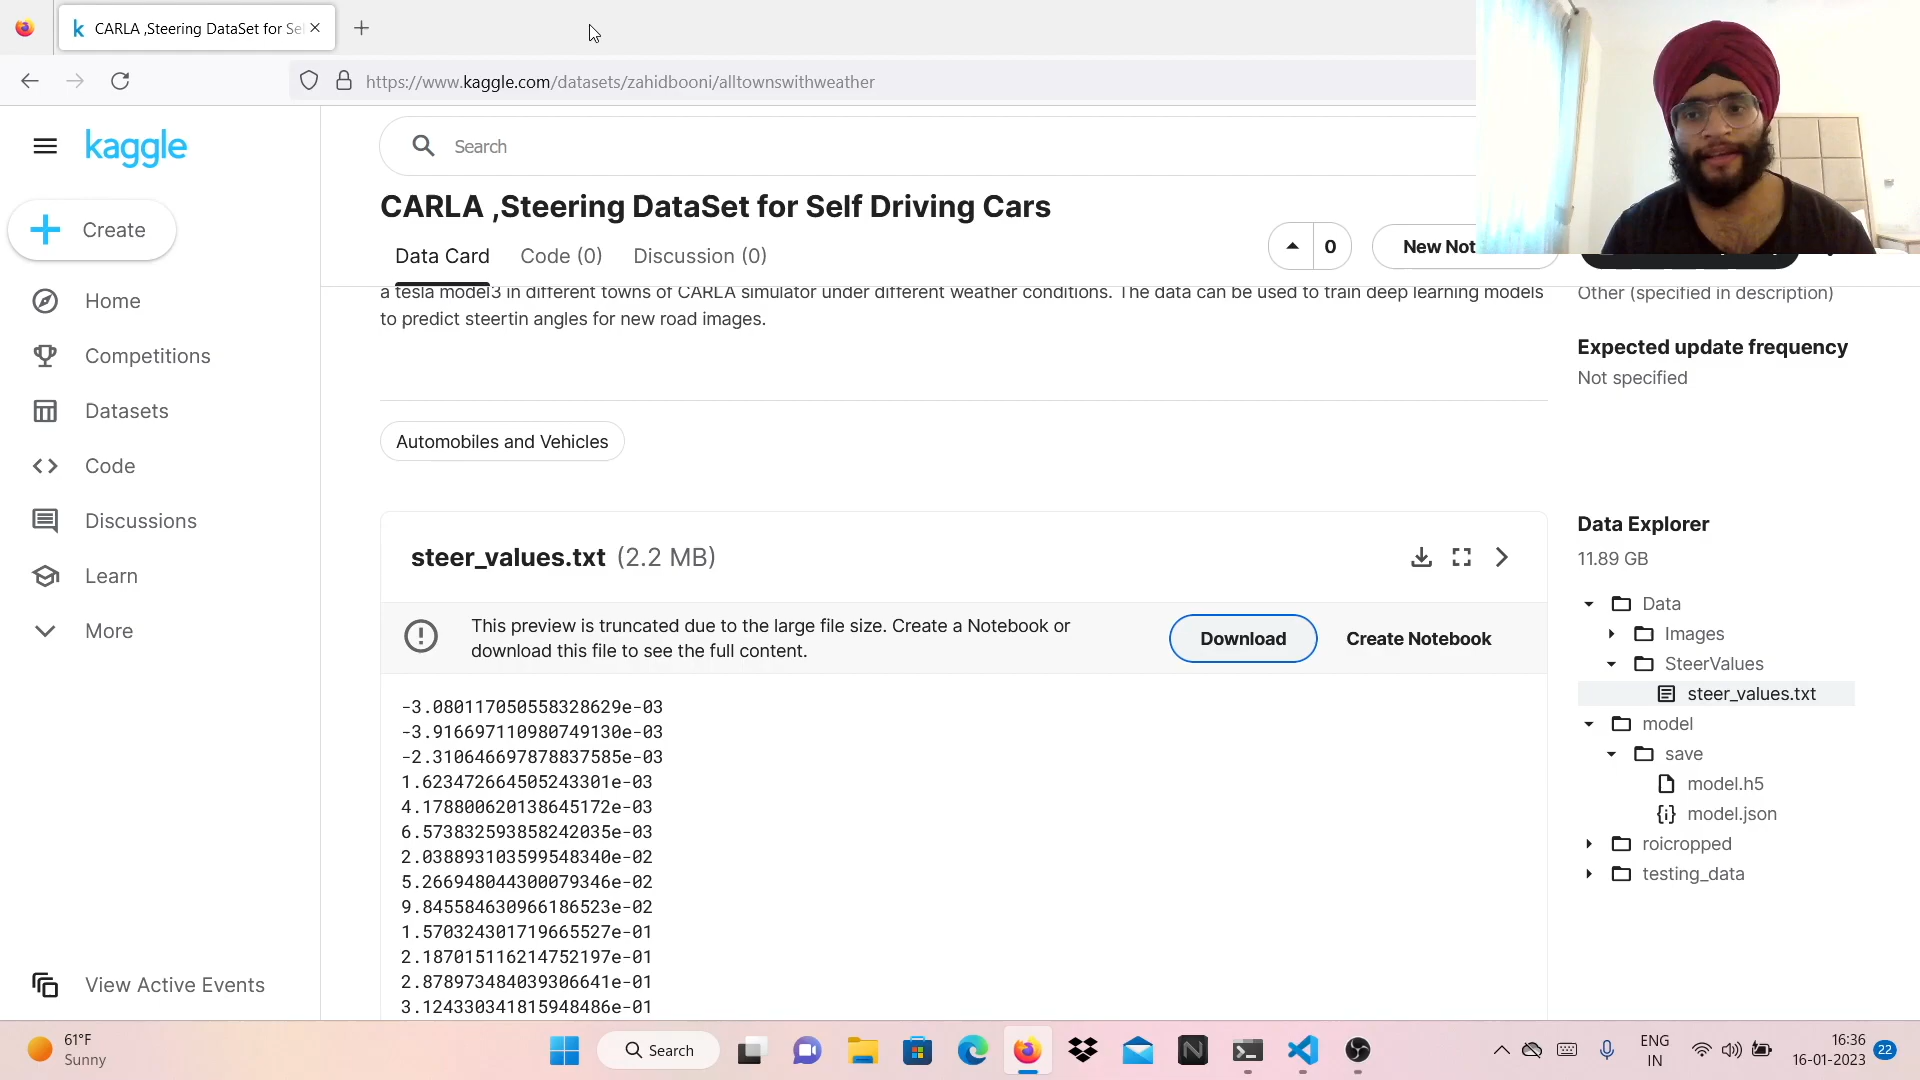 CARLA ,Steering DataSet for Se
https://www.kaggle.com/datasets/zahidbooni/alltownswithweather
kaggle
Search
Create
Home
Competitions
Datasets
Code
Discussions
Learn
More
View Active Events
CARLA ,Steering DataSet for Self Driving Cars
Data Card
Code (0)
Discussion (0)
0
New Not
a tesla model3 in different towns of CARLA simulator under different weather conditions. The data can be used to train deep learning models
to predict steertin angles for new road images.
Automobiles and Vehicles
steer_values.txt (2.2 MB)
This preview is truncated due to the large file size. Create a Notebook or
download this file to see the full content.
Download
Create Notebook
-3.080117050558328629e-03
-3.916697110980749130e-03
-2.310646697878837585e-03
1.623472664505243301e-03
4.178800620138645172e-03
6.573832593858242035e-03
2.038893103599548340e-02
5.266948044300079346e-02
9.845584630966186523e-02
1.570324301719665527e-01
2.187015116214752197e-01
2.878973484039306641e-01
3.124330341815948486e-01
Other (specified in description)
Expected update frequency
Not specified
Data Explorer
11.89 GB
Data
Images
SteerValues
steer_values.txt
model
save
model.h5
model.json
roicropped
testing_data
61°F
Sunny
Search
ENG
IN
16:36
16-01-2023
22